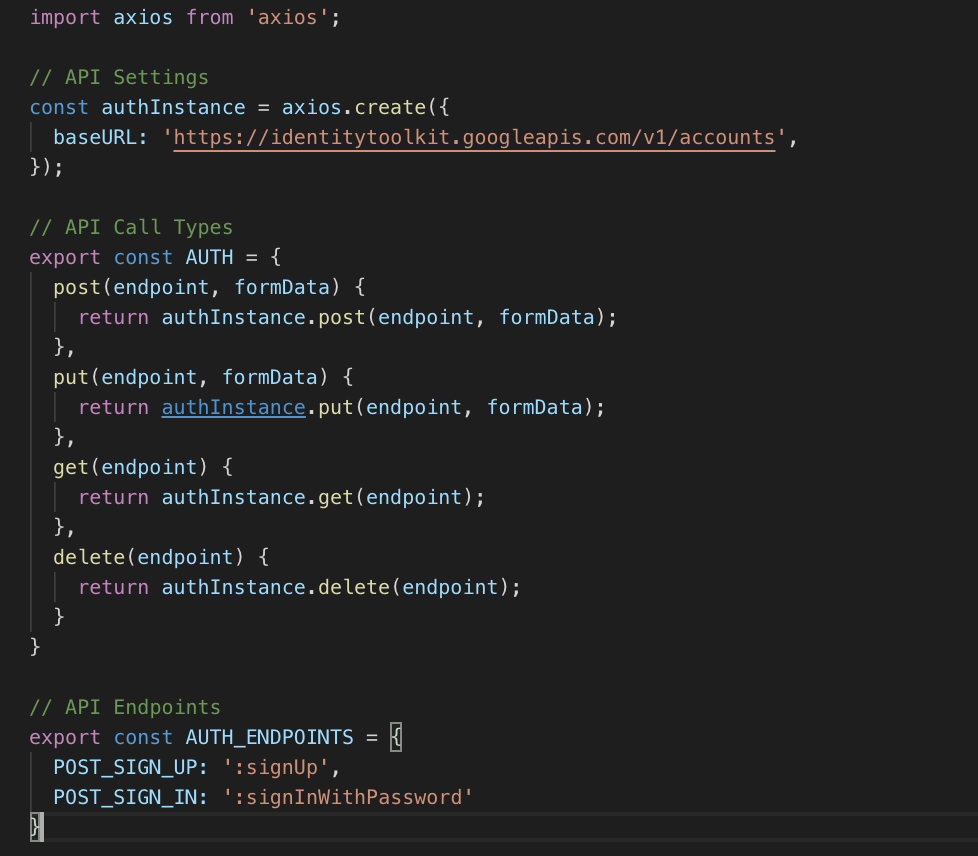 import axios from 'axios';
// API Settings
const authInstance = axios.create({
  baseURL: 'https://identitytoolkit.googleapis.com/v1/accounts',
});
// API Call Types
export const AUTH = {
  post(endpoint, formData) {
    return authInstance.post(endpoint, formData);
  },
  put(endpoint, formData) {
    return authInstance.put(endpoint, formData);
  },
  get(endpoint) {
    return authInstance.get(endpoint);
  },
  delete(endpoint) {
    return authInstance.delete(endpoint);
  }
}
// API Endpoints
export const AUTH_ENDPOINTS = {
  POST_SIGN_UP: ':signUp',
  POST_SIGN_IN: ':signInWithPassword'
}